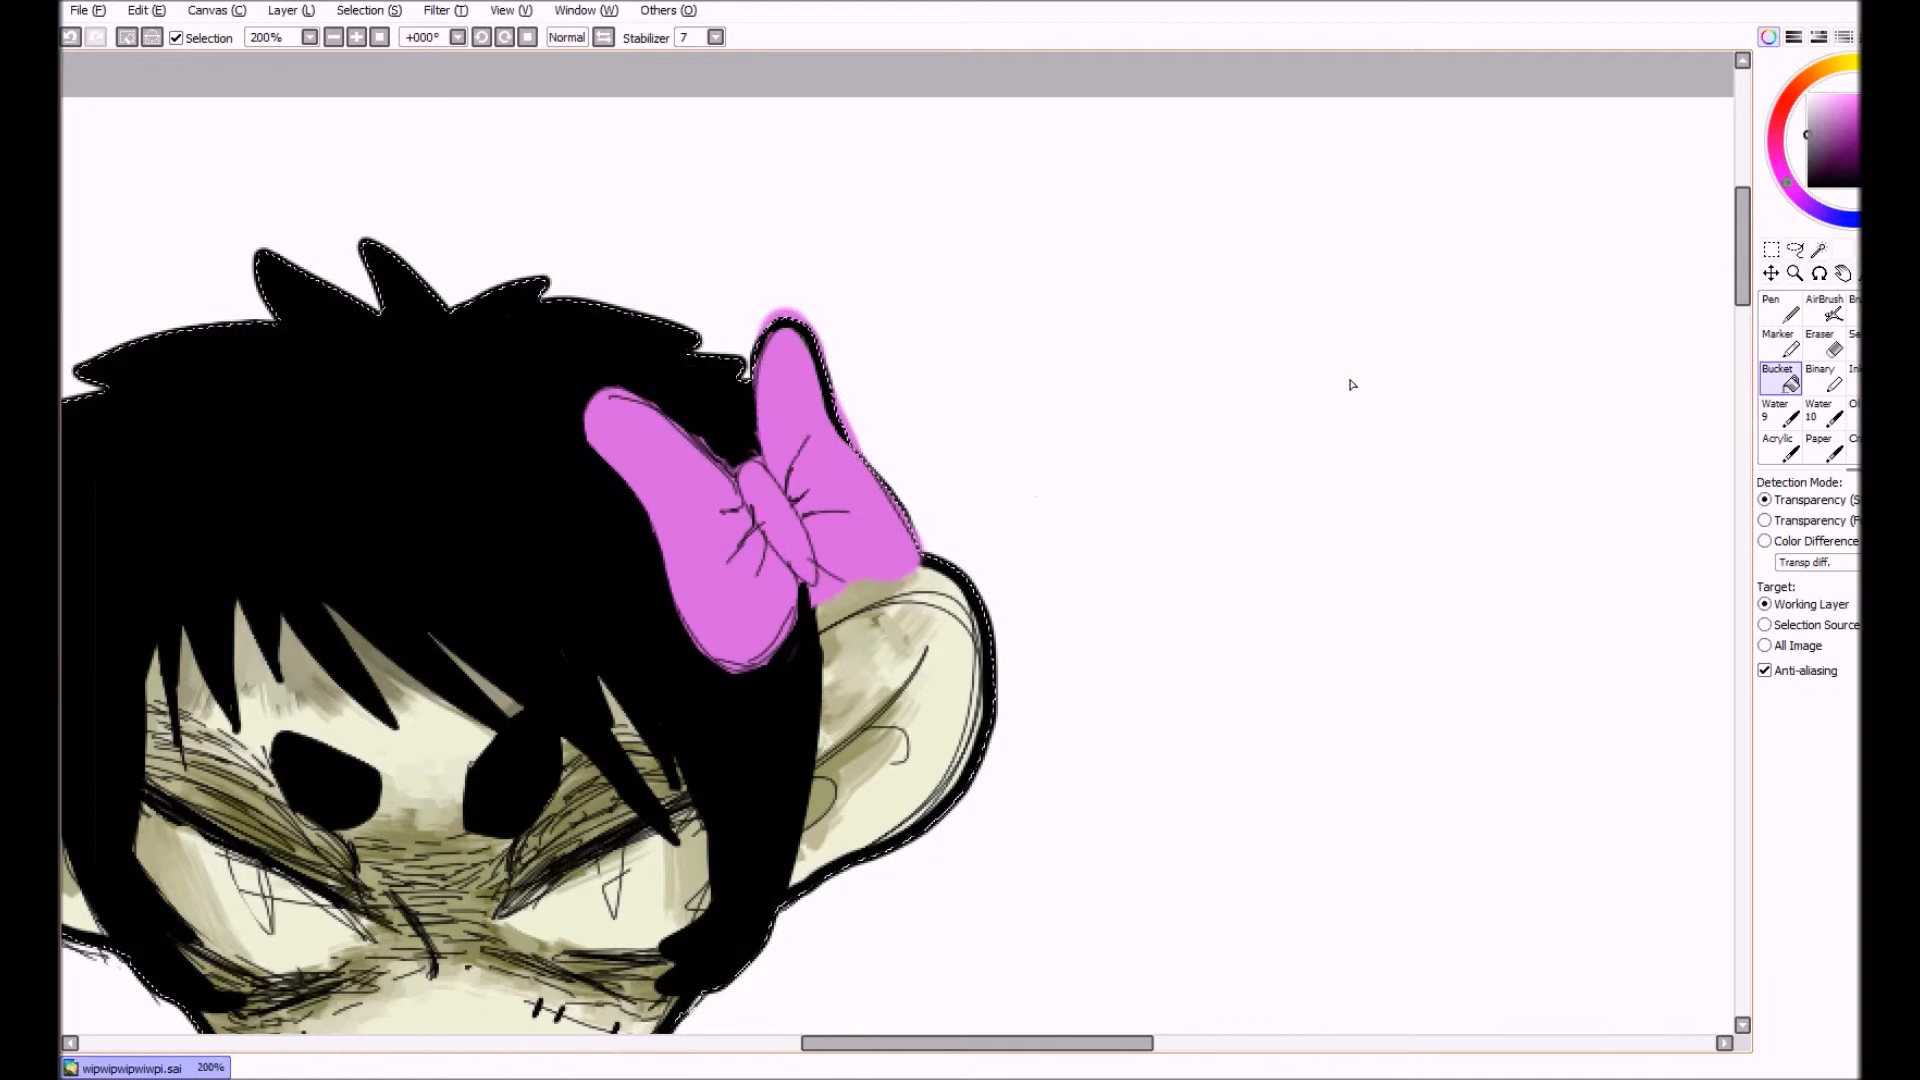 File (F) Edit (E) Canvas (C) Layer (L) Selection (S) Filter (T) View (V) Window (W) Others (O)
Selection 200% +000° Normal Stabilizer 7
Pen AirBrush
Marker Eraser
Bucket Binary
Water Water
9 10
Acrylic Paper
Detection Mode:
Transparency (S
Transparency (F
Color Difference
Transp diff.
Target:
Working Layer
Selection Source
All Image
Anti-aliasing
wipwipwipwiwpi.sai 200%